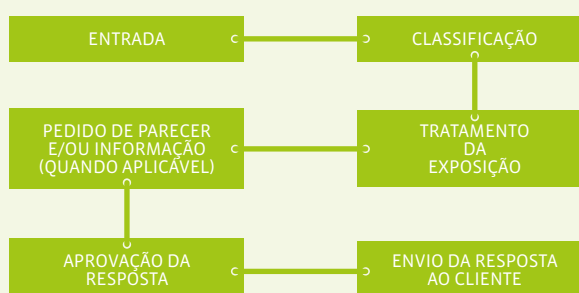 ENTRADA
CLASSIFICAÇÃO
TRATAMENTO
DA
EXPOSIÇÃO
PEDIDO DE PARECER
E/OU INFORMAÇÃO
(QUANDO APLICÁVEL)
APROVAÇÃO DA
RESPOSTA
ENVIO DA RESPOSTA
AO CLIENTE